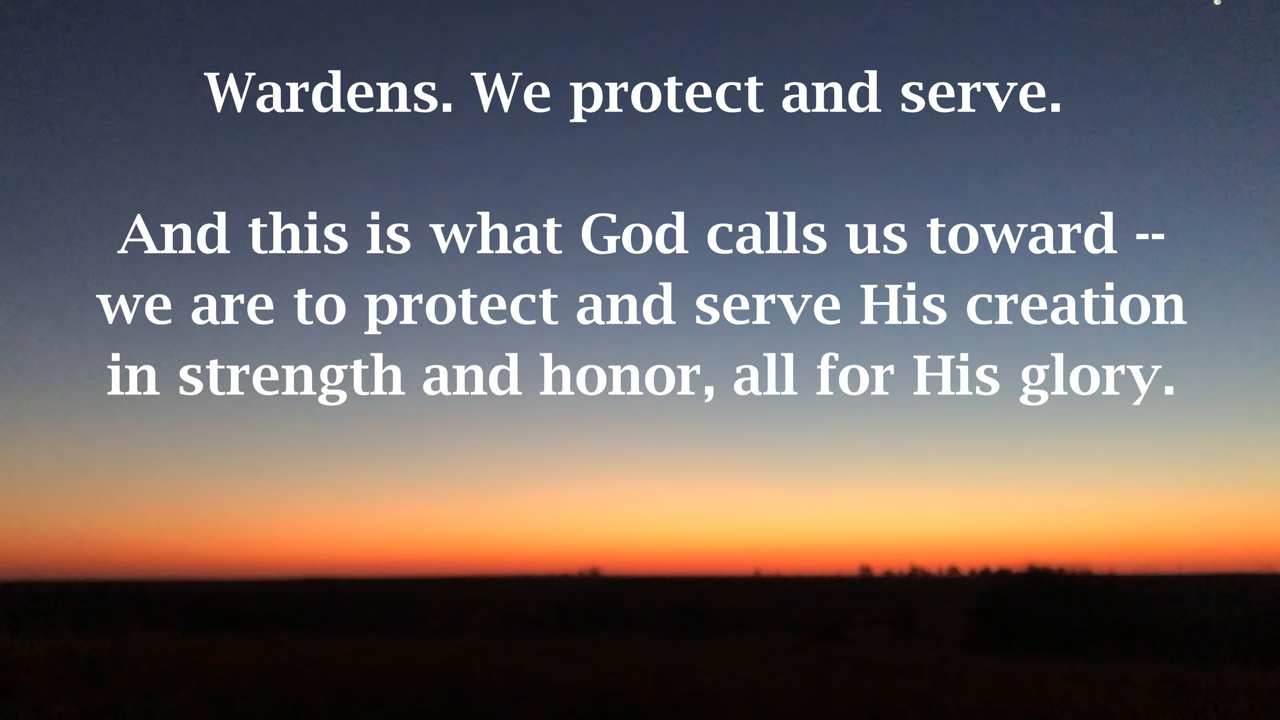 Wardens. We protect and serve.
And this is what God calls us toward --
we are to protect and serve His creation
in strength and honor, all for His glory.